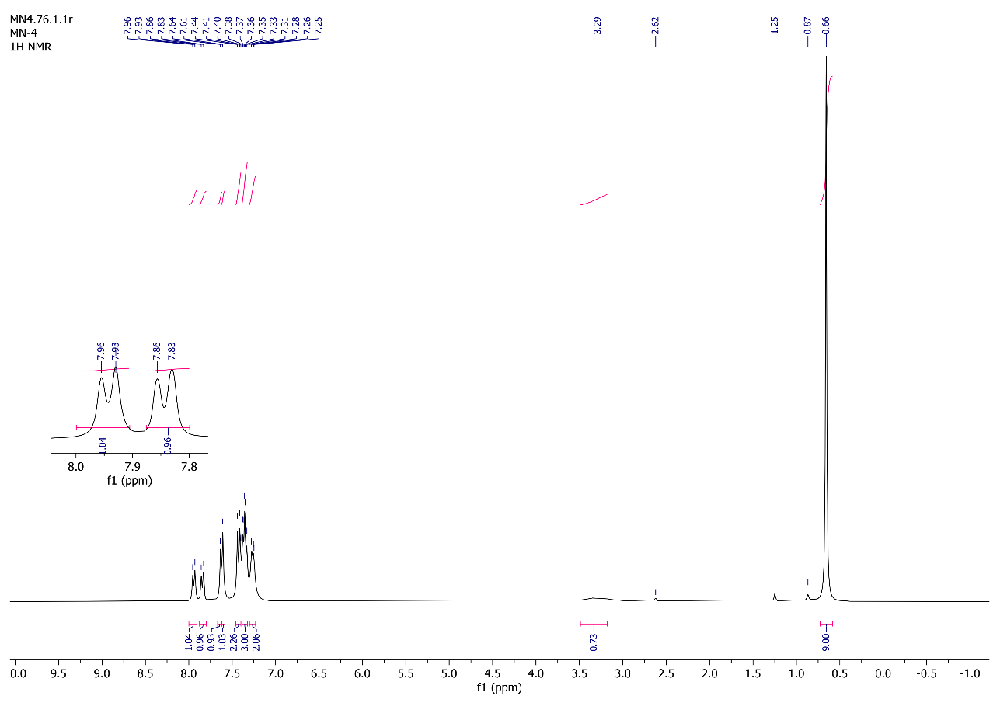 MN4.76.1.1r
MN-4
1H NMR
7.96 7.93 7.86 7.83 7.64 7.61 7.44 7.41 7.40 7.38 7.37 7.36 7.35 7.33 7.31 7.28 7.26 7.25 3.29 2.62 1.25 0.87 0.66
7.96 7.93 7.86 7.83
1.04 0.96
8.0 7.9 7.8
f1 (ppm)
1.04 0.96 0.93 1.03 2.26 3.00 2.06 0.73 9.00
0.0 9.5 9.0 8.5 8.0 7.5 7.0 6.5 6.0 5.5 5.0 4.5 4.0 3.5 3.0 2.5 2.0 1.5 1.0 0.5 0.0 -0.5 -1.0
f1 (ppm)